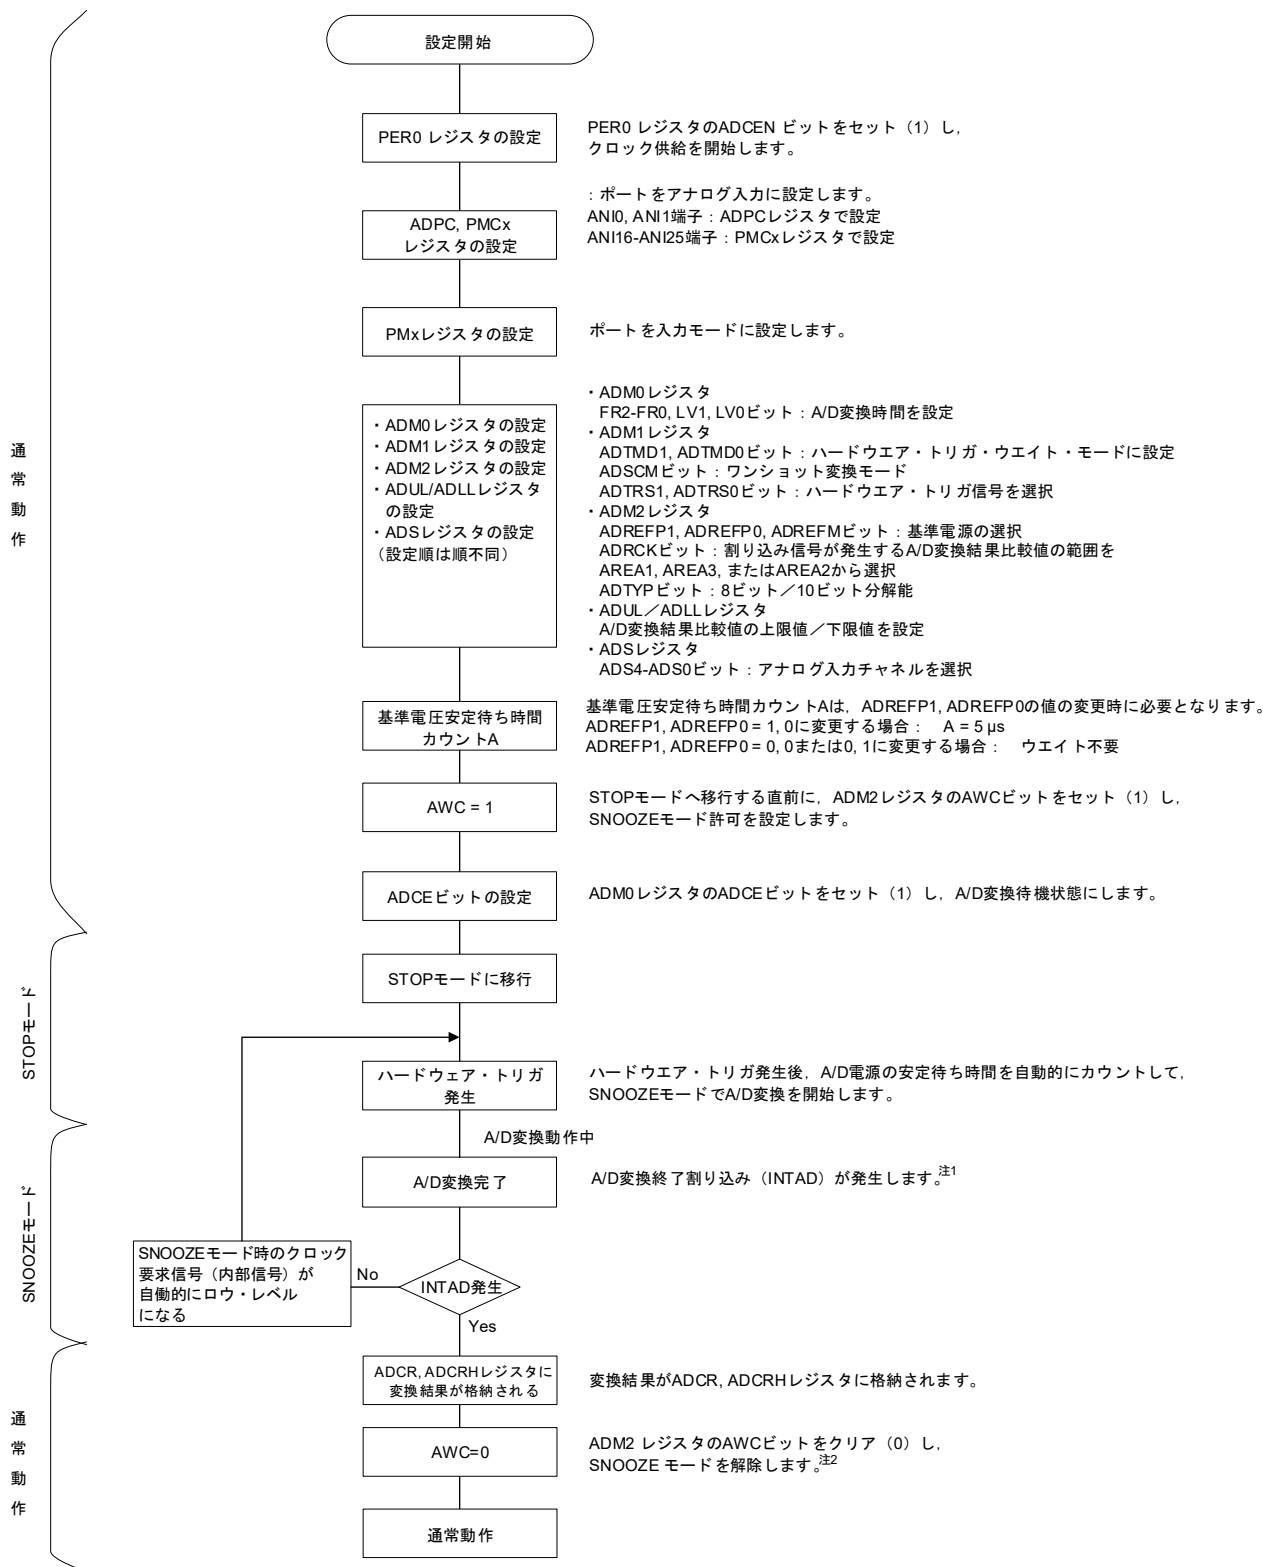 設定開始
PER0 レジスタの設定
PER0 レジスタのADCEN ビットをセット（1）し，
クロック供給を開始します。
ADPC, PMCx
レジスタの設定
：ポートをアナログ入力に設定します。
ANI0, ANI1端子：ADPCレジスタで設定
ANI16-ANI25端子：PMCxレジスタで設定
PMxレジスタの設定
ポートを入力モードに設定します。
・ADM0レジスタの設定
・ADM1レジスタの設定
・ADM2レジスタの設定
・ADUL/ADLLレジスタ
の設定
・ADSレジスタの設定
（設定順は順不同）
・ADM0レジスタ
FR2-FR0, LV1, LV0ビット：A/D変換時間を設定
・ADM1レジスタ
ADTMD1, ADTMD0ビット：ハードウエア・トリガ・ウエイト・モードに設定
ADSCMビット：ワンショット変換モード
ADTRS1, ADTRS0ビット：ハードウエア・トリガ信号を選択
・ADM2レジスタ
ADREFP1, ADREFP0, ADREFMビット：基準電源の選択
ADRCKビット：割り込み信号が発生するA/D変換結果比較値の範囲を
AREA1, AREA3, またはAREA2から選択
ADTYPビット：8ビット／10ビット分解能
・ADUL／ADLLレジスタ
A/D変換結果比較値の上限値／下限値を設定
・ADSレジスタ
ADS4-ADS0ビット：アナログ入力チャネルを選択
通常動作
基準電圧安定待ち時間
カウントA
基準電圧安定待ち時間カウントAは，ADREFP1, ADREFP0の値の変更時に必要となります。
ADREFP1, ADREFP0 = 1, 0に変更する場合： A = 5 µs
ADREFP1, ADREFP0 = 0, 0または0, 1に変更する場合： ウエイト不要
AWC = 1
STOPモードへ移行する直前に，ADM2レジスタのAWCビットをセット（1）し，
SNOOZEモード許可を設定します。
ADCEビットの設定
ADM0レジスタのADCEビットをセット（1）し，A/D変換待機状態にします。
STOPモードに移行
STOPモード
ハードウェア・トリガ
発生
ハードウエア・トリガ発生後，A/D電源の安定待ち時間を自動的にカウントして，
SNOOZEモードでA/D変換を開始します。
A/D変換動作中
A/D変換完了
A/D変換終了割り込み（INTAD）が発生します。注1
SNOOZEモード
SNOOZEモード時のクロック
要求信号（内部信号）が
自働的にロウ・レベル
になる
No
INTAD発生
Yes
ADCR, ADCRHレジスタに
変換結果が格納される
変換結果がADCR, ADCRHレジスタに格納されます。
通常動作
AWC=0
ADM2 レジスタのAWCビットをクリア（0）し，
SNOOZE モードを解除します。注2
通常動作